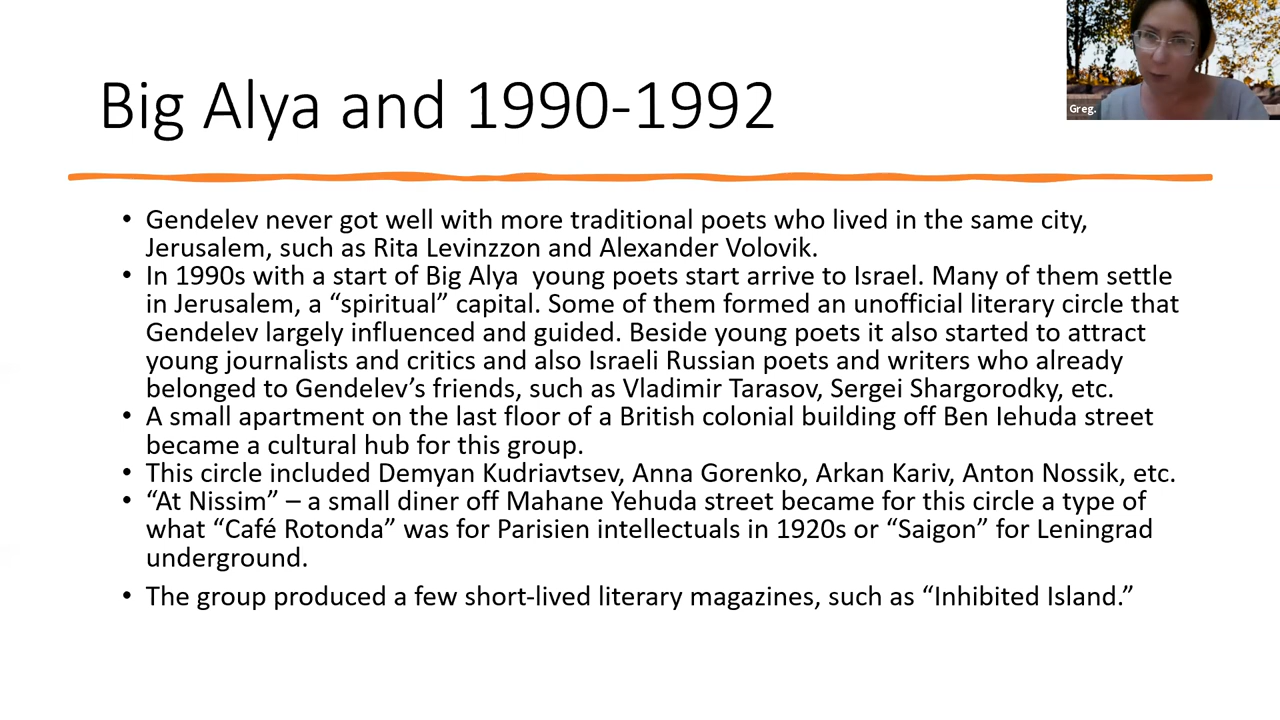 Big Alya and 1990-1992
Greg.
• Gendelev never got well with more traditional poets who lived in the same city,
Jerusalem, such as Rita Levinzzon and Alexander Volovik.
• In 1990s with a start of Big Alya  young poets start arrive to Israel. Many of them settle
in Jerusalem, a “spiritual” capital. Some of them formed an unofficial literary circle that
Gendelev largely influenced and guided. Beside young poets it also started to attract
young journalists and critics and also Israeli Russian poets and writers who already
belonged to Gendelev’s friends, such as Vladimir Tarasov, Sergei Shargorodky, etc.
• A small apartment on the last floor of a British colonial building off Ben Iehuda street
became a cultural hub for this group.
• This circle included Demyan Kudriavtsev, Anna Gorenko, Arkan Kariv, Anton Nossik, etc.
• “At Nissim” – a small diner off Mahane Yehuda street became for this circle a type of
what “Café Rotonda” was for Parisien intellectuals in 1920s or “Saigon” for Leningrad
underground.
• The group produced a few short-lived literary magazines, such as “Inhibited Island.”